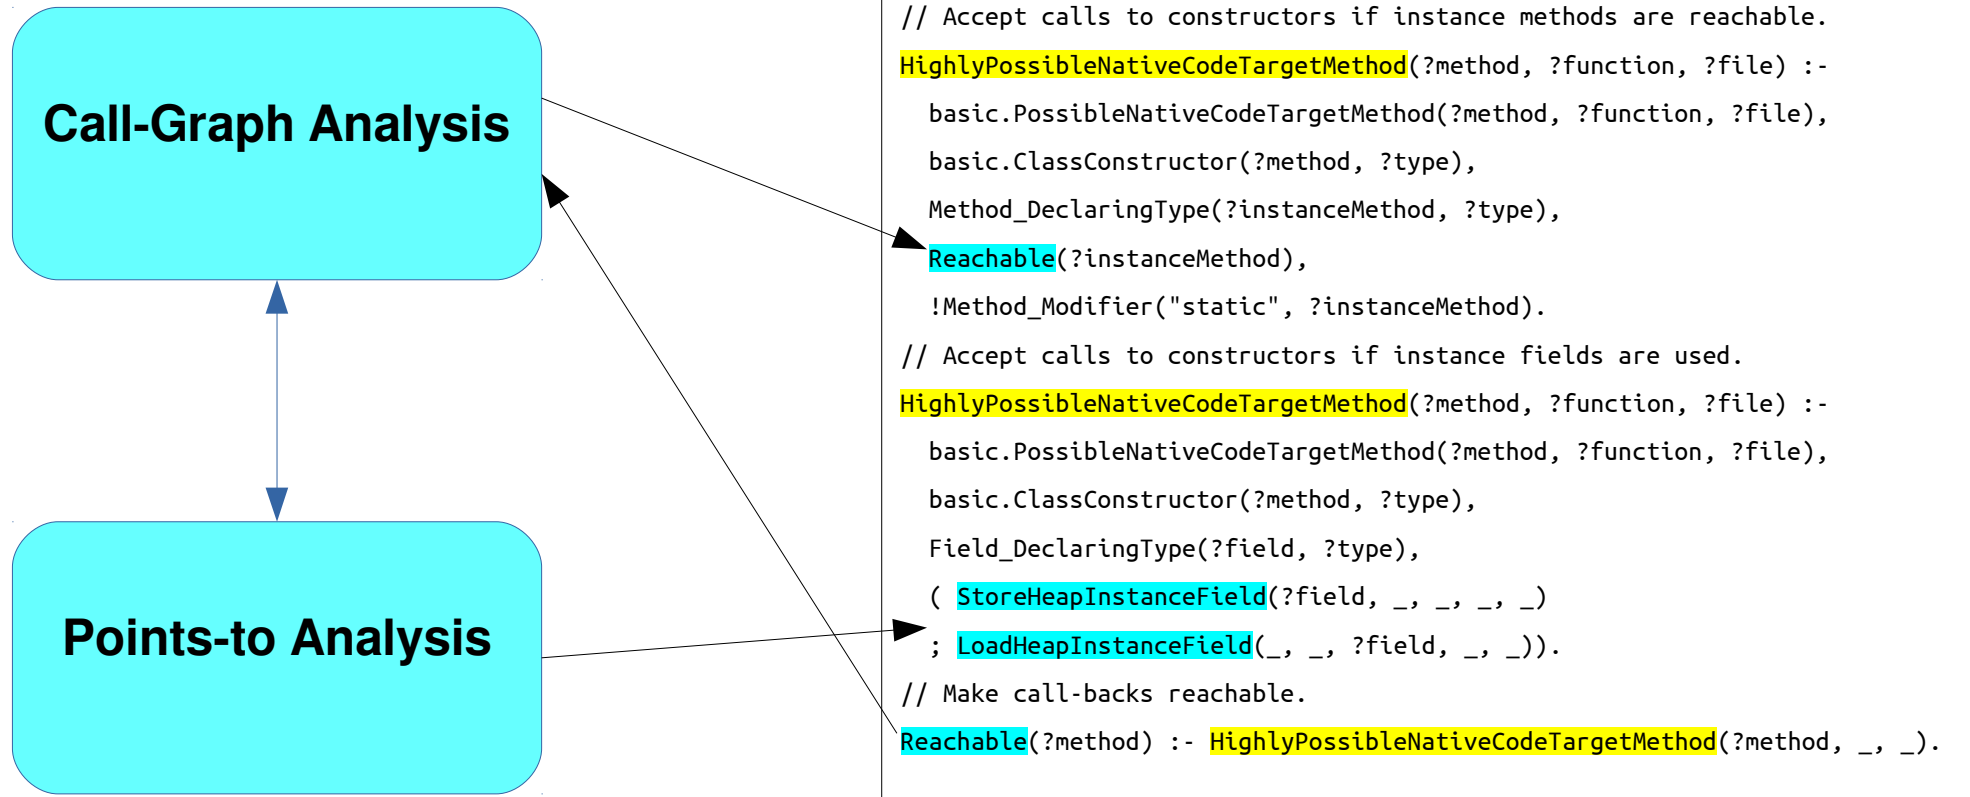 Call-Graph Analysis
Points-to Analysis
// Accept calls to constructors if instance methods are reachable.
HighlyPossibleNativeCodeTargetMethod(?method, ?function, ?file) :-
  basic.PossibleNativeCodeTargetMethod(?method, ?function, ?file),
  basic.ClassConstructor(?method, ?type),
  Method_DeclaringType(?instanceMethod, ?type),
  Reachable(?instanceMethod),
  !Method_Modifier("static", ?instanceMethod).
// Accept calls to constructors if instance fields are used.
HighlyPossibleNativeCodeTargetMethod(?method, ?function, ?file) :-
  basic.PossibleNativeCodeTargetMethod(?method, ?function, ?file),
  basic.ClassConstructor(?method, ?type),
  Field_DeclaringType(?field, ?type),
  ( StoreHeapInstanceField(?field, _, _, _, _)
  ; LoadHeapInstanceField(_, _, ?field, _, _)).
// Make call-backs reachable.
Reachable(?method) :- HighlyPossibleNativeCodeTargetMethod(?method, _, _).